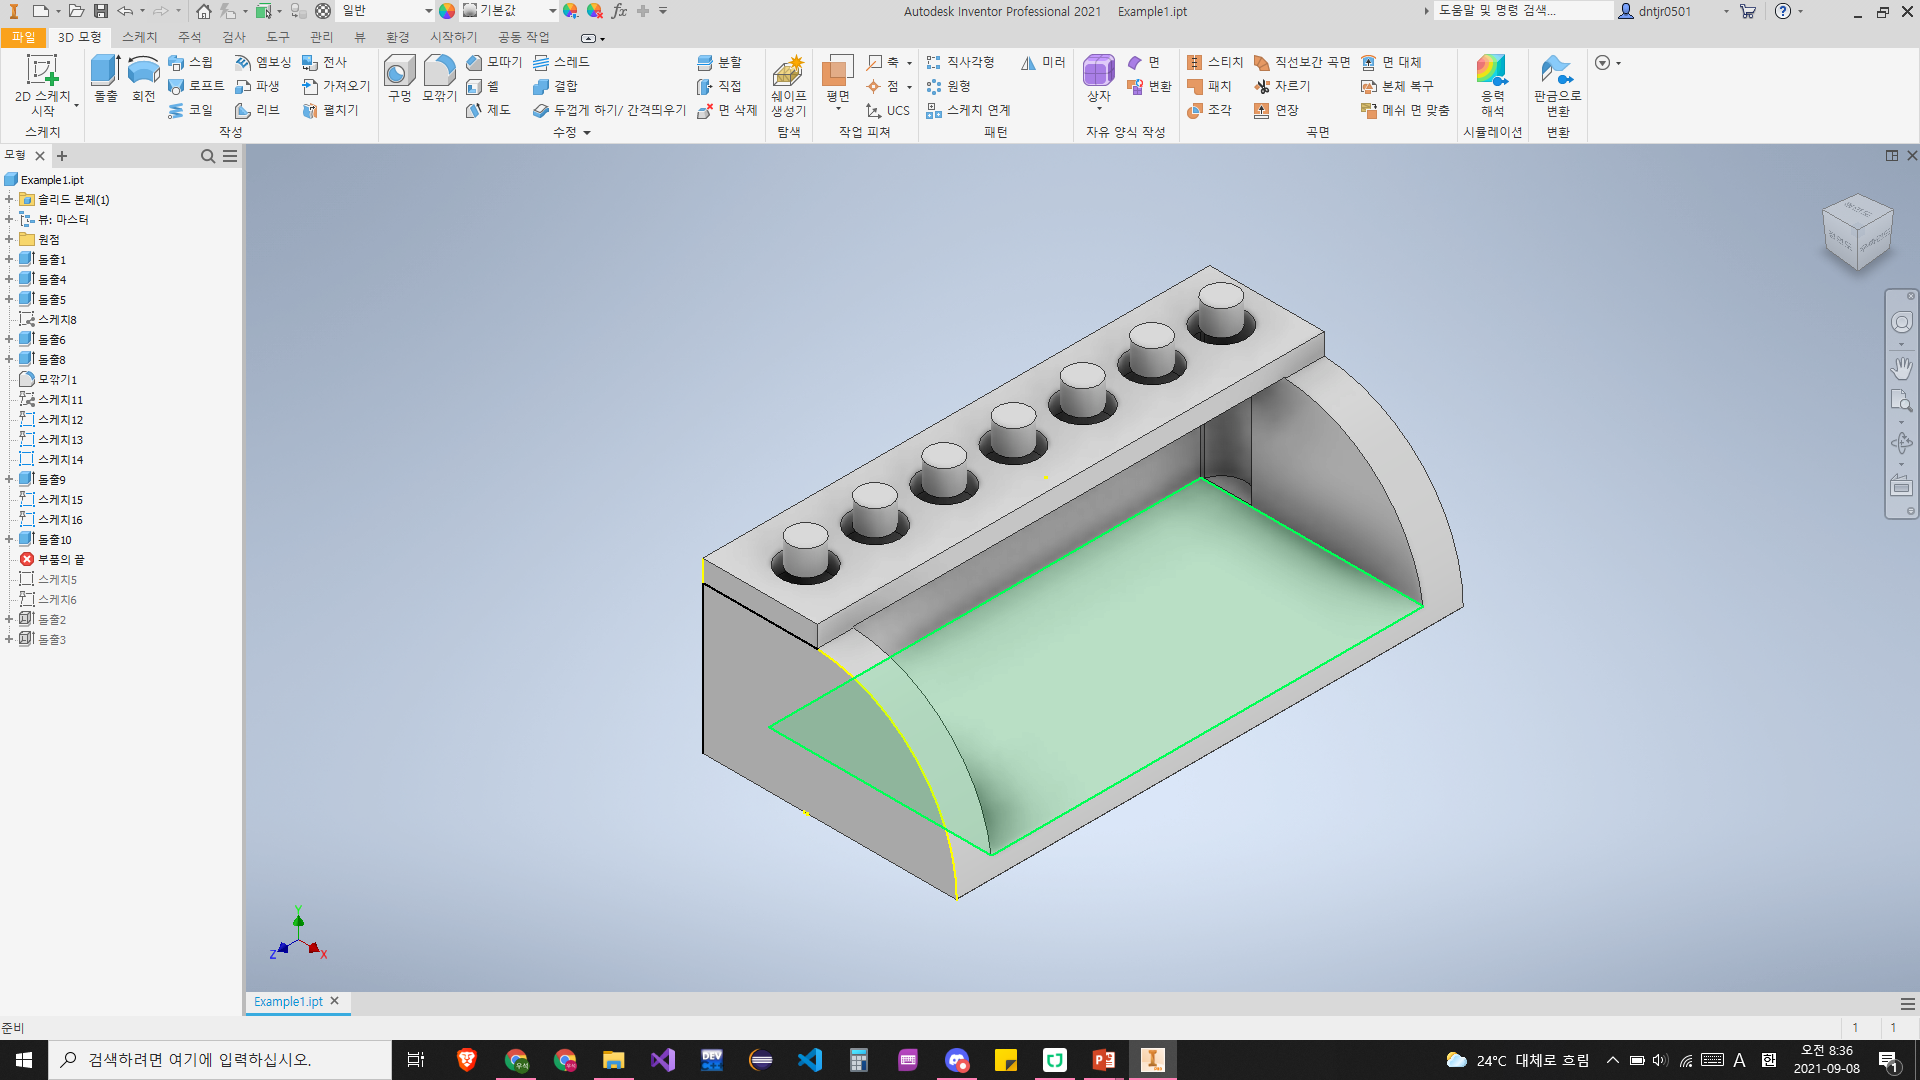 일반
기본값
Autodesk Inventor Professional 2021 Example1.ipt
도움말 및 명령 검색...
dntjr0501
파일 3D 모형 스케치 주석 검사 도구 관리 뷰 환경 시작하기 공동 작업
2D 스케치 시작
돌출
회전
스윕
로프트
코일
엠보싱
파생
리브
전사
가져오기
펼치기
구멍
모깎기
모따기
쉘
제도
스레드
결합
두껍게 하기/ 간격띄우기
분할
직접
면 삭제
쉐이프 생성기
평면
축
점
UCS
직사각형
원형
스케치 연계
미러
상자
면
변환
스티치
패치
조각
직선보간 곡면
자르기
연장
면 대체
본체 복구
메쉬 면 맞춤
응력 해석
판금으로 변환
스케치 작성 수정 탐색 작업 피쳐 패턴 자유 양식 작성 곡면 시뮬레이션 변환
모형
Example1.ipt
솔리드 본체(1)
뷰: 마스터
원점
돌출1
돌출4
돌출5
스케치8
돌출6
돌출8
모깎기1
스케치11
스케치12
스케치13
스케치14
돌출9
스케치15
스케치16
돌출10
부품의 끝
스케치5
스케치6
돌출2
돌출3
Y
Z
X
Example1.ipt
준비
1 1
검색하려면 여기에 입력하십시오.
24°C 대체로 흐림
A
한
오전 8:36
2021-09-08
1